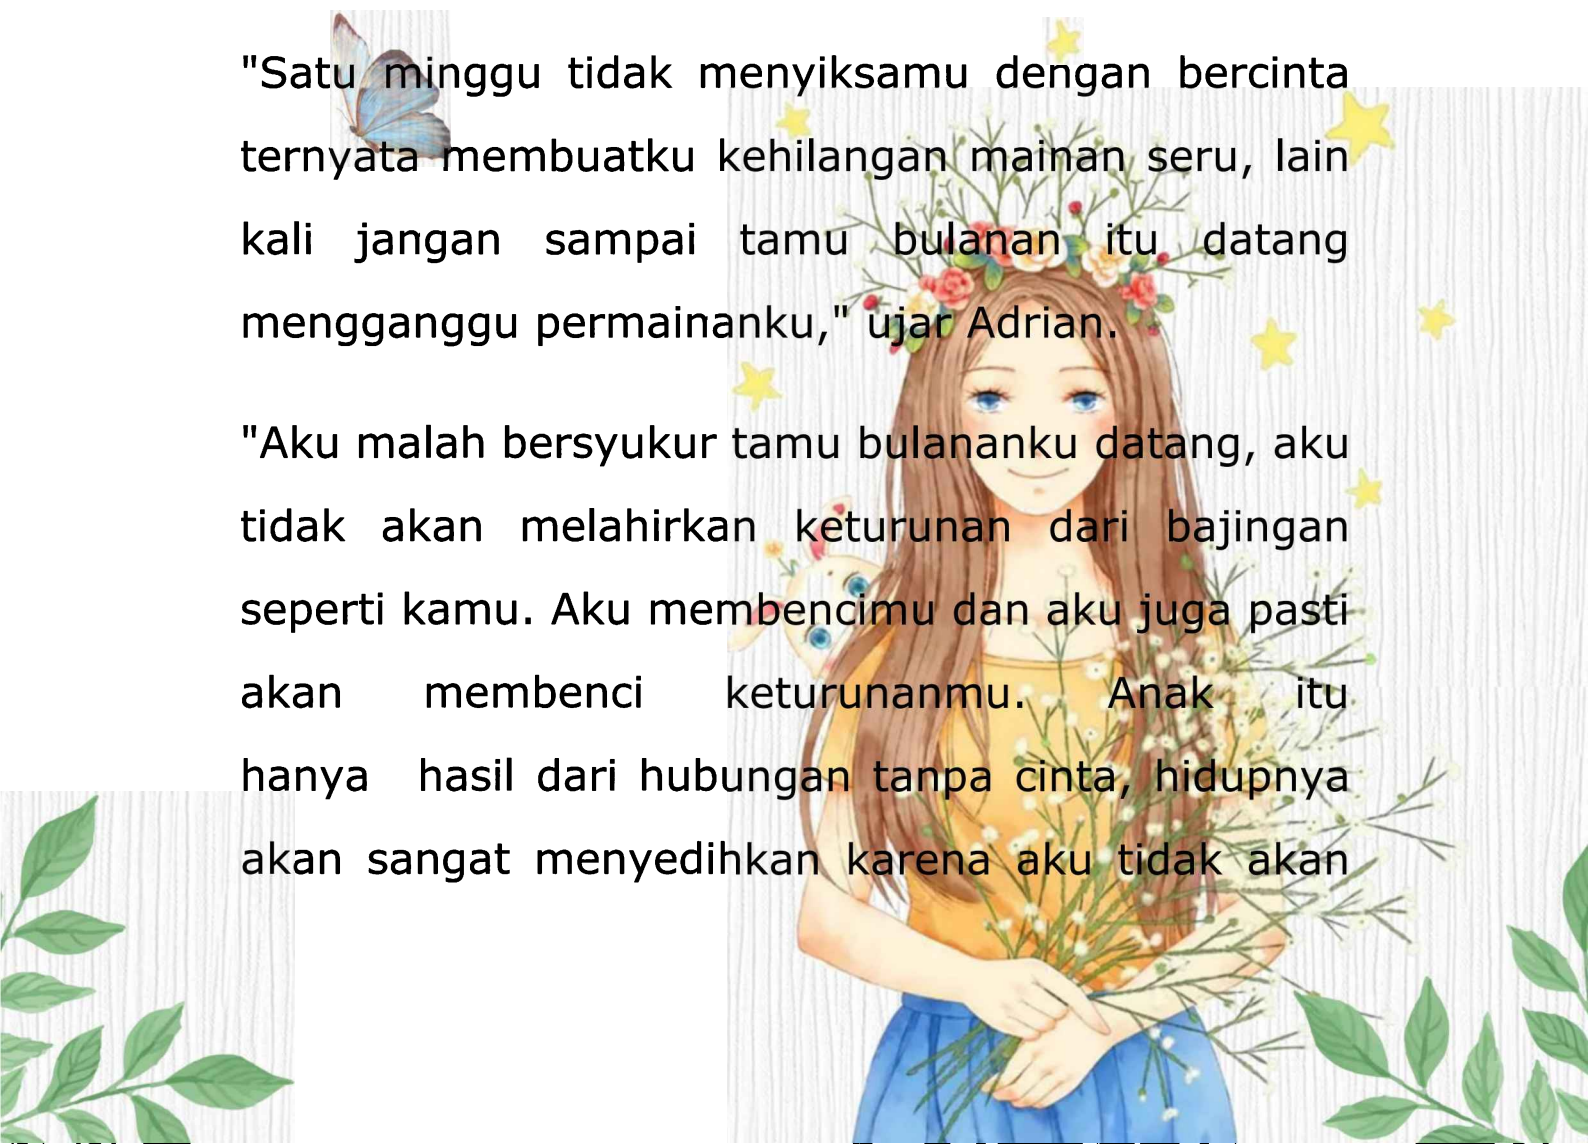 "Satu minggu tidak menyiksamu dengan bercinta
ternyata membuatku kehilangan mainan seru, lain
kali jangan sampai tamu bulanan itu datang
mengganggu permainanku," ujar Adrian.
"Aku malah bersyukur tamu bulananku datang, aku
tidak akan melahirkan keturunan dari bajingan
seperti kamu. Aku membencimu dan aku juga pasti
akan membenci keturunanmu. Anak itu
hanya hasil dari hubungan tanpa cinta, hidupnya
akan sangat menyedihkan karena aku tidak akan